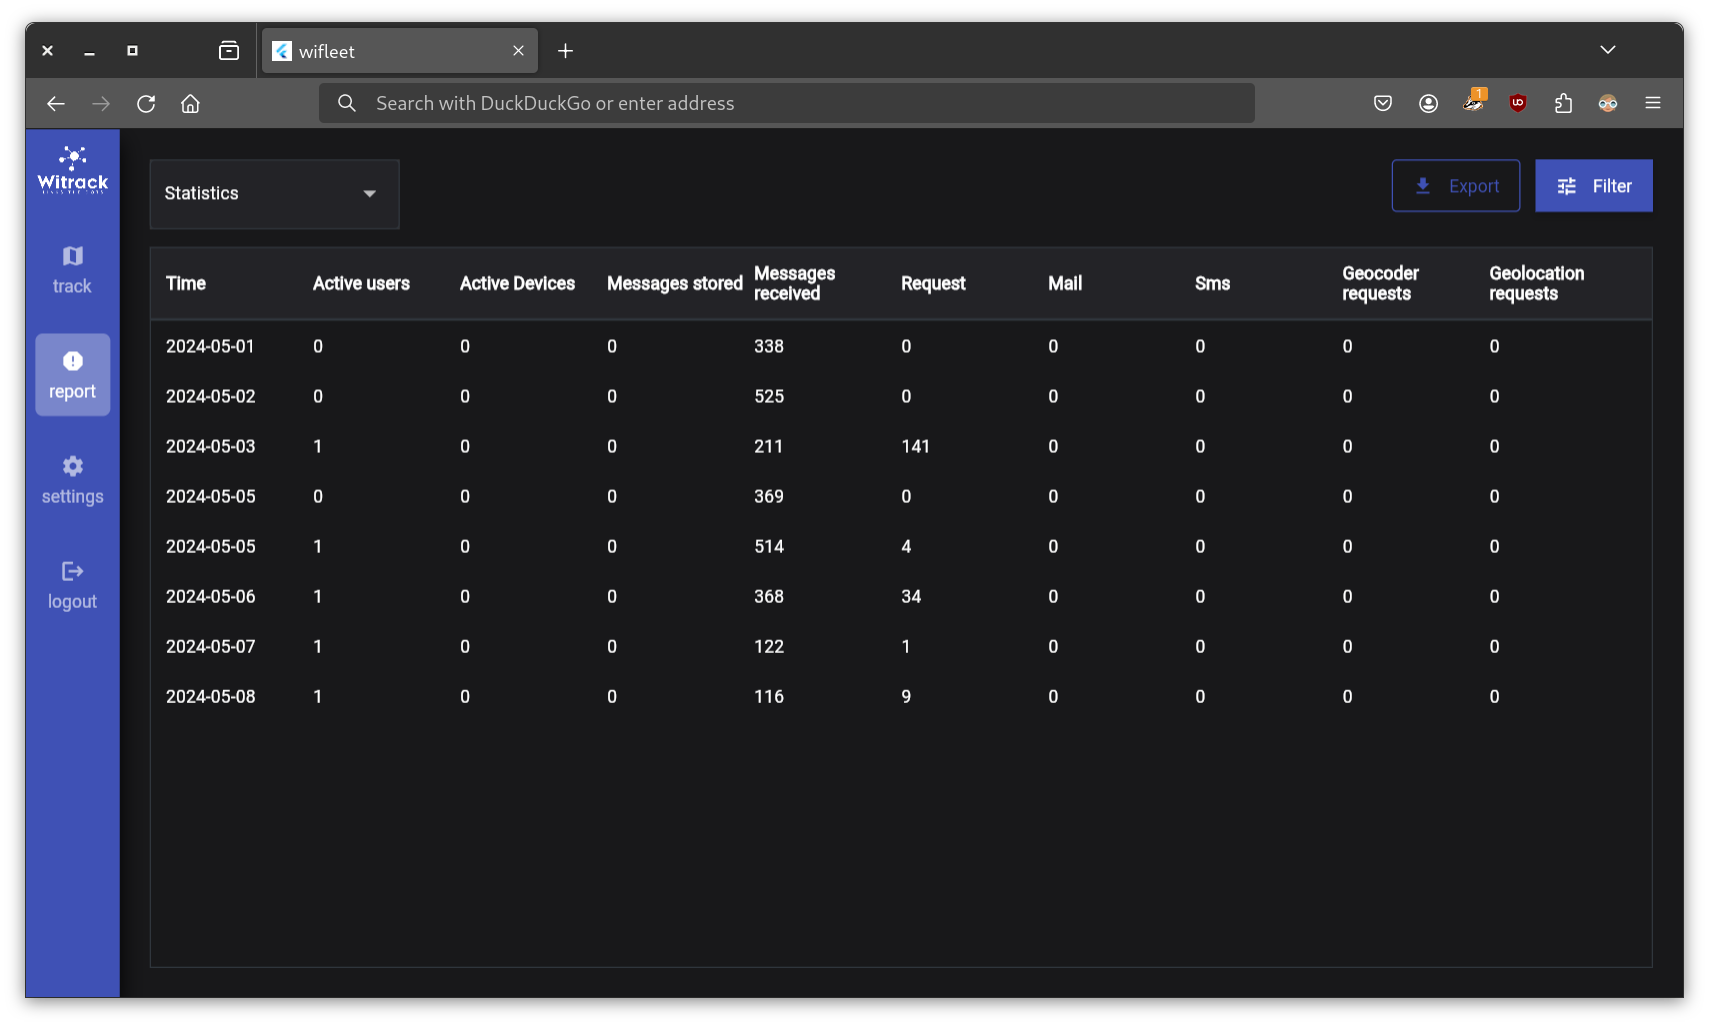 wifleet
Search with DuckDuckGo or enter address
1
Witrack
track
report
settings
logout
Statistics
Export
Filter
Time Active users Active Devices Messages stored Messages received Request Mail Sms Geocoder requests Geolocation requests
2024-05-01 0 0 0 338 0 0 0 0 0
2024-05-02 0 0 0 525 0 0 0 0 0
2024-05-03 1 0 0 211 141 0 0 0 0
2024-05-05 0 0 0 369 0 0 0 0 0
2024-05-05 1 0 0 514 4 0 0 0 0
2024-05-06 1 0 0 368 34 0 0 0 0
2024-05-07 1 0 0 122 1 0 0 0 0
2024-05-08 1 0 0 116 9 0 0 0 0